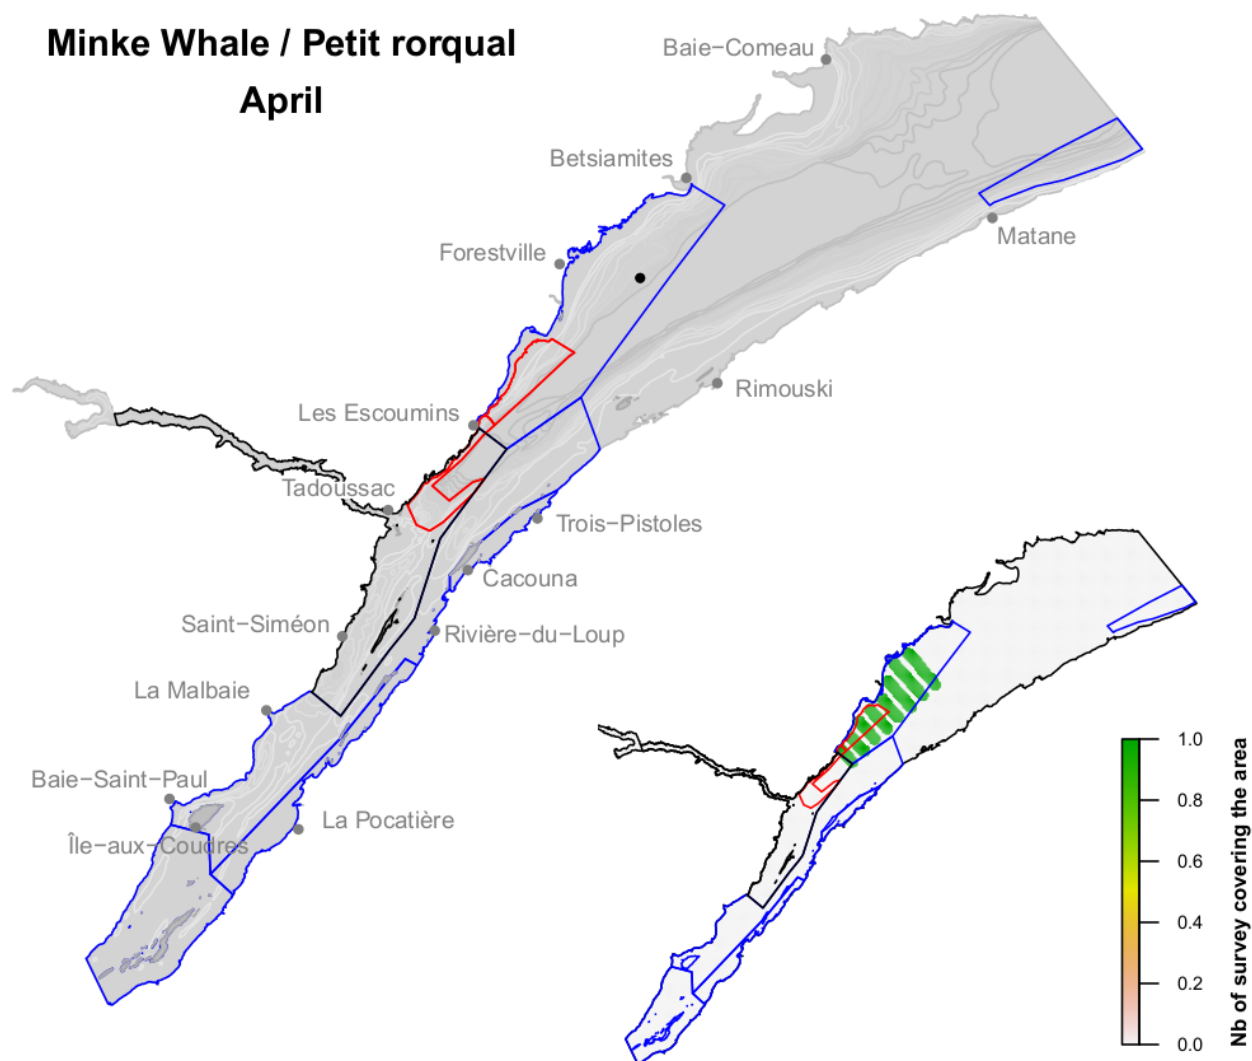 Minke Whale / Petit rorqual
April
Baie−Comeau
Betsiamites
Matane
Forestville
Rimouski
Les Escoumins
Tadoussac
Trois−Pistoles
Cacouna
Saint−Siméon
Rivière−du−Loup
La Malbaie
Baie−Saint−Paul
La Pocatière
Île−aux−Coudres
1.0
0.8
0.6
0.4
0.2
0.0
Nb of survey covering the area